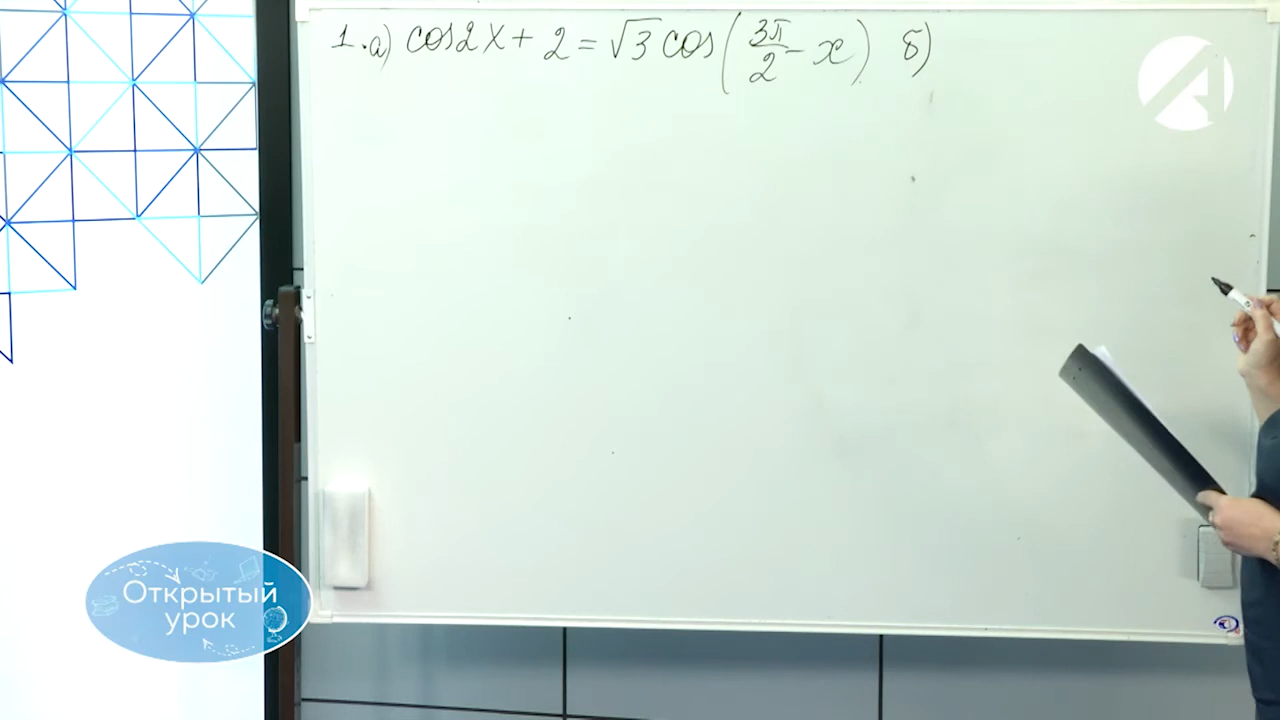 1. а) cos2x + 2 = √3 cos(3π/2 - x) б)
Открытый
урок